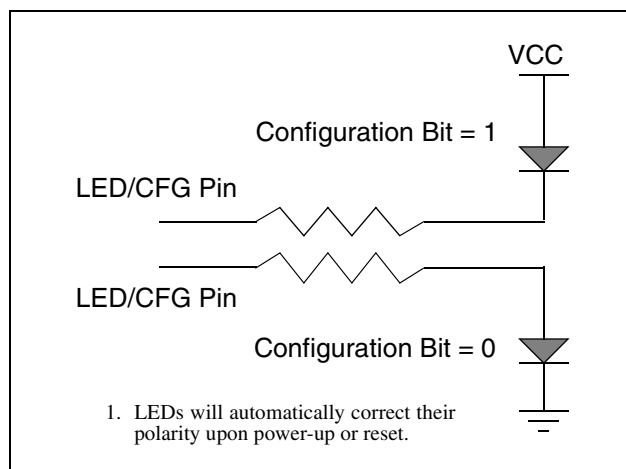 VCC
Configuration Bit = 1
LED/CFG Pin
LED/CFG Pin
Configuration Bit = 0
1. LEDs will automatically correct their
polarity upon power-up or reset.